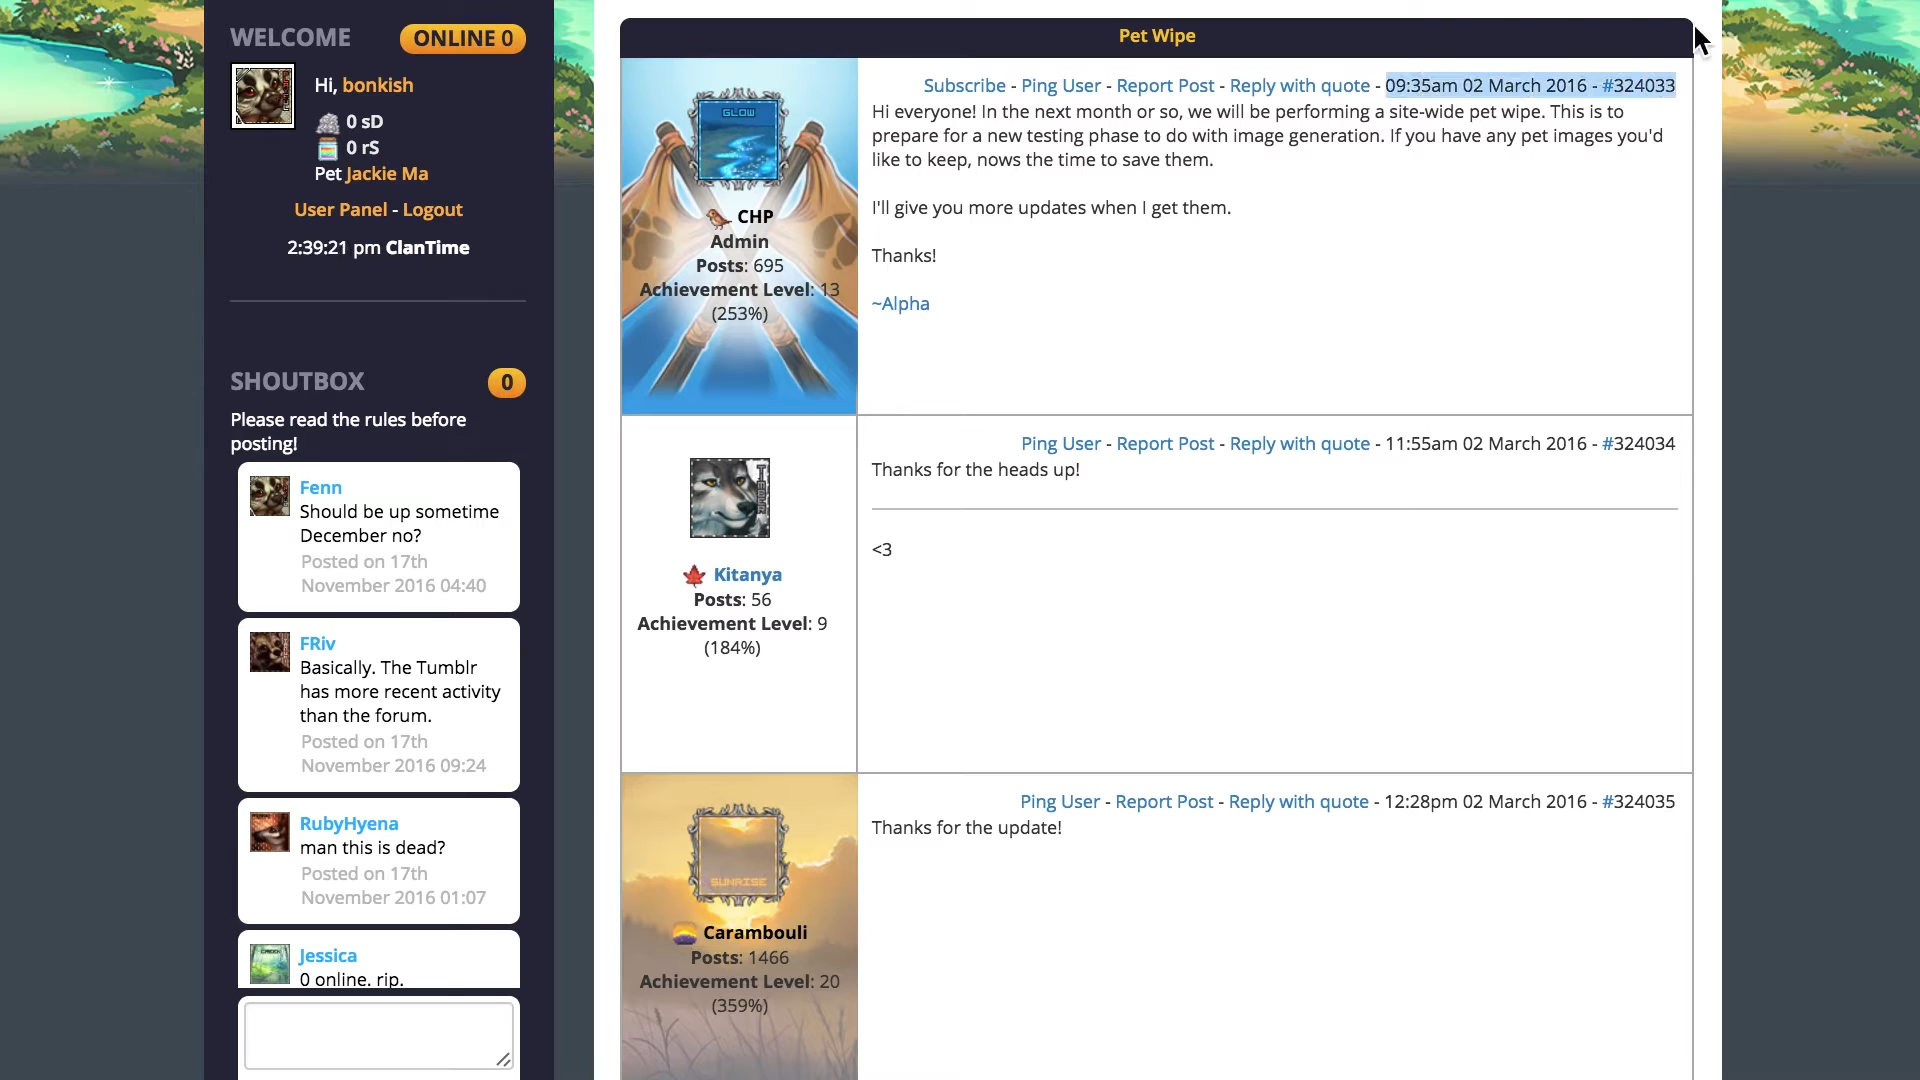 WELCOME
ONLINE 0
Hi, bonkish
0 sD
0 rS
Pet Jackie Ma
User Panel - Logout
2:39:21 pm ClanTime
SHOUTBOX
0
Please read the rules before
posting!
Fenn
Should be up sometime
December no?
Posted on 17th
November 2016 04:40
FRiv
Basically. The Tumblr
has more recent activity
than the forum.
Posted on 17th
November 2016 09:24
RubyHyena
man this is dead?
Posted on 17th
November 2016 01:07
Jessica
0 online. rip.
Pet Wipe
GLOW
CHP
Admin
Posts: 695
Achievement Level: 13
(253%)
Subscribe - Ping User - Report Post - Reply with quote - 09:35am 02 March 2016 - #324033
Hi everyone! In the next month or so, we will be performing a site-wide pet wipe. This is to
prepare for a new testing phase to do with image generation. If you have any pet images you'd
like to keep, nows the time to save them.
I'll give you more updates when I get them.
Thanks!
~Alpha
Kitanya
Posts: 56
Achievement Level: 9
(184%)
Ping User - Report Post - Reply with quote - 11:55am 02 March 2016 - #324034
Thanks for the heads up!
<3
SUNRISE
Carambouli
Posts: 1466
Achievement Level: 20
(359%)
Ping User - Report Post - Reply with quote - 12:28pm 02 March 2016 - #324035
Thanks for the update!